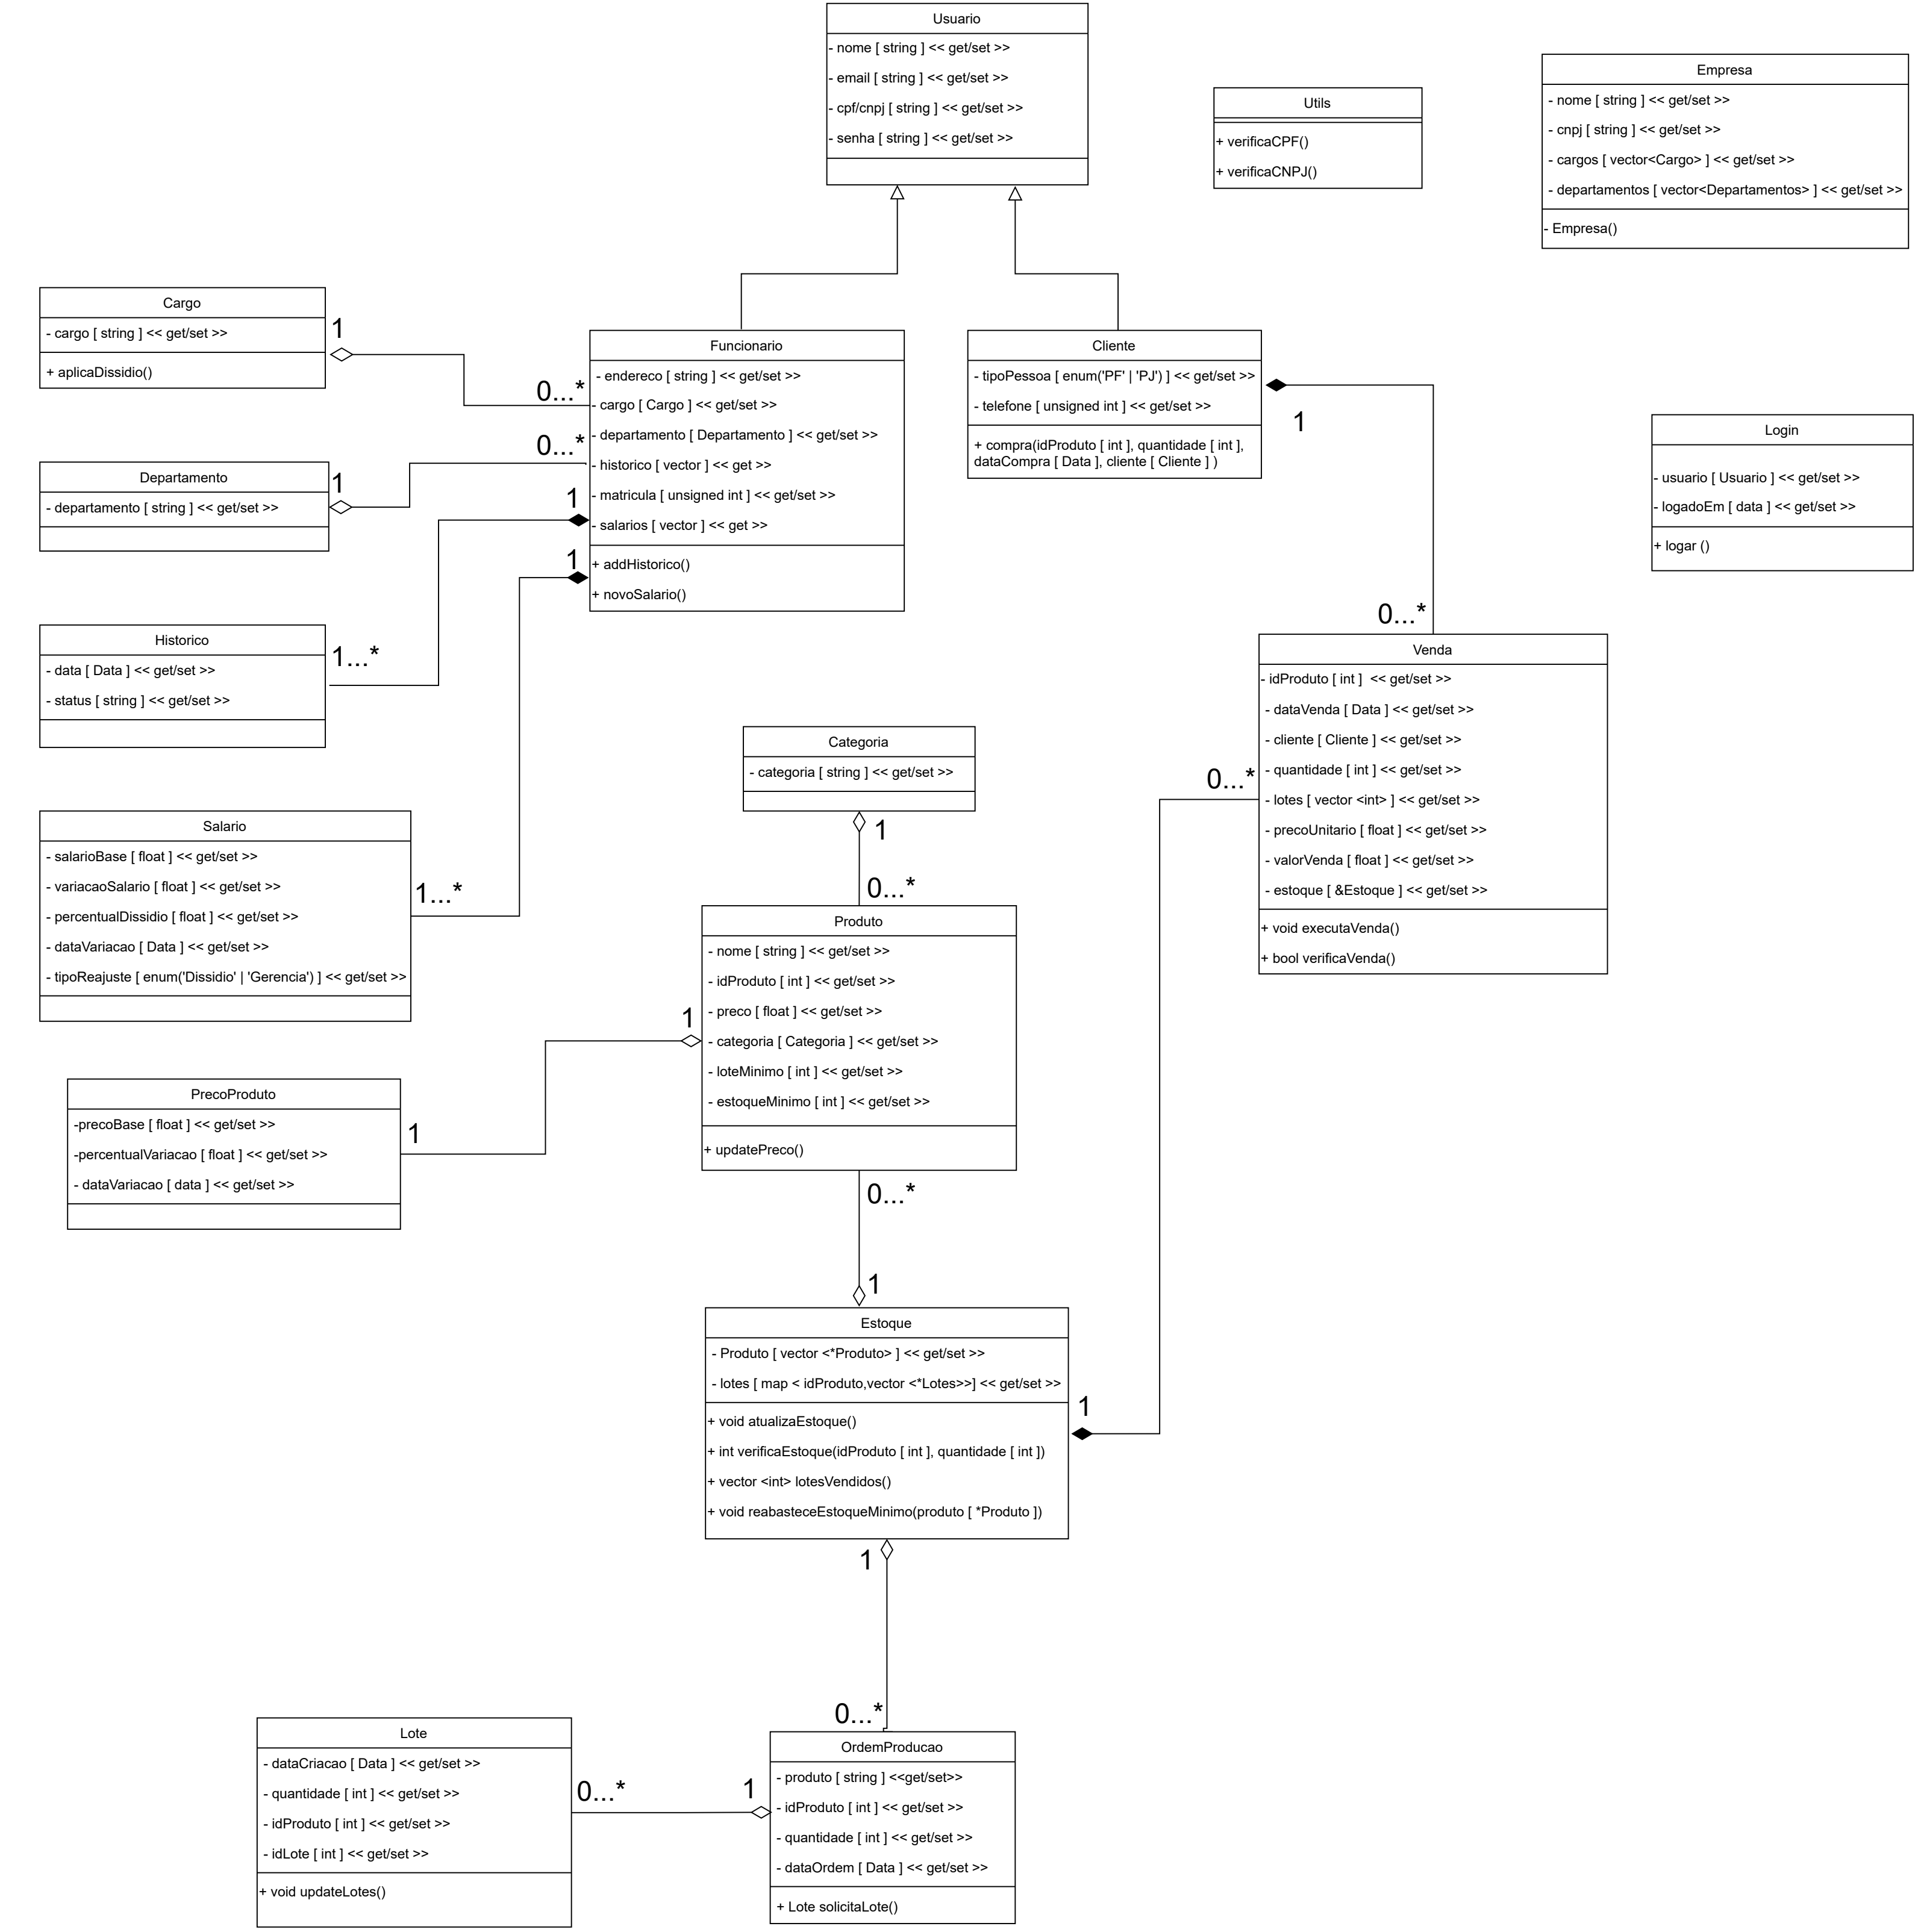 Usuario
- nome [ string ] << get/set >>
- email [ string ] << get/set >>
- cpf/cnpj [ string ] << get/set >>
- senha [ string ] << get/set >>
Utils
+ verificaCPF()
+ verificaCNPJ()
Empresa
- nome [ string ] << get/set >>
- cnpj [ string ] << get/set >>
- cargos [ vector<Cargo> ] << get/set >>
- departamentos [ vector<Departamentos> ] << get/set >>
- Empresa()
Cargo
- cargo [ string ] << get/set >>
+ aplicaDissidio()
1
0...*
Departamento
- departamento [ string ] << get/set >>
1
0...*
Funcionario
- endereco [ string ] << get/set >>
- cargo [ Cargo ] << get/set >>
- departamento [ Departamento ] << get/set >>
- historico [ vector ] << get >>
- matricula [ unsigned int ] << get/set >>
- salarios [ vector ] << get >>
+ addHistorico()
+ novoSalario()
1
1
Cliente
- tipoPessoa [ enum('PF' | 'PJ') ] << get/set >>
- telefone [ unsigned int ] << get/set >>
+ compra(idProduto [ int ], quantidade [ int ],
dataCompra [ Data ], cliente [ Cliente ] )
1
0...*
Login
- usuario [ Usuario ] << get/set >>
- logadoEm [ data ] << get/set >>
+ logar ()
Historico
- data [ Data ] << get/set >>
- status [ string ] << get/set >>
1...*
Venda
- idProduto [ int ]  << get/set >>
- dataVenda [ Data ] << get/set >>
- cliente [ Cliente ] << get/set >>
- quantidade [ int ] << get/set >>
- lotes [ vector <int> ] << get/set >>
- precoUnitario [ float ] << get/set >>
- valorVenda [ float ] << get/set >>
- estoque [ &Estoque ] << get/set >>
+ void executaVenda()
+ bool verificaVenda()
0...*
Categoria
- categoria [ string ] << get/set >>
1
0...*
Salario
- salarioBase [ float ] << get/set >>
- variacaoSalario [ float ] << get/set >>
- percentualDissidio [ float ] << get/set >>
- dataVariacao [ Data ] << get/set >>
- tipoReajuste [ enum('Dissidio' | 'Gerencia') ] << get/set >>
1...*
Produto
- nome [ string ] << get/set >>
- idProduto [ int ] << get/set >>
- preco [ float ] << get/set >>
- categoria [ Categoria ] << get/set >>
- loteMinimo [ int ] << get/set >>
- estoqueMinimo [ int ] << get/set >>
+ updatePreco()
1
PrecoProduto
-precoBase [ float ] << get/set >>
-percentualVariacao [ float ] << get/set >>
- dataVariacao [ data ] << get/set >>
1
0...*
1
Estoque
- Produto [ vector <*Produto> ] << get/set >>
- lotes [ map < idProduto,vector <*Lotes>>] << get/set >>
+ void atualizaEstoque()
+ int verificaEstoque(idProduto [ int ], quantidade [ int ])
+ vector <int> lotesVendidos()
+ void reabasteceEstoqueMinimo(produto [ *Produto ])
1
1
0...*
Lote
- dataCriacao [ Data ] << get/set >>
- quantidade [ int ] << get/set >>
- idProduto [ int ] << get/set >>
- idLote [ int ] << get/set >>
+ void updateLotes()
0...*
1
OrdemProducao
- produto [ string ] <<get/set>>
- idProduto [ int ] << get/set >>
- quantidade [ int ] << get/set >>
- dataOrdem [ Data ] << get/set >>
+ Lote solicitaLote()